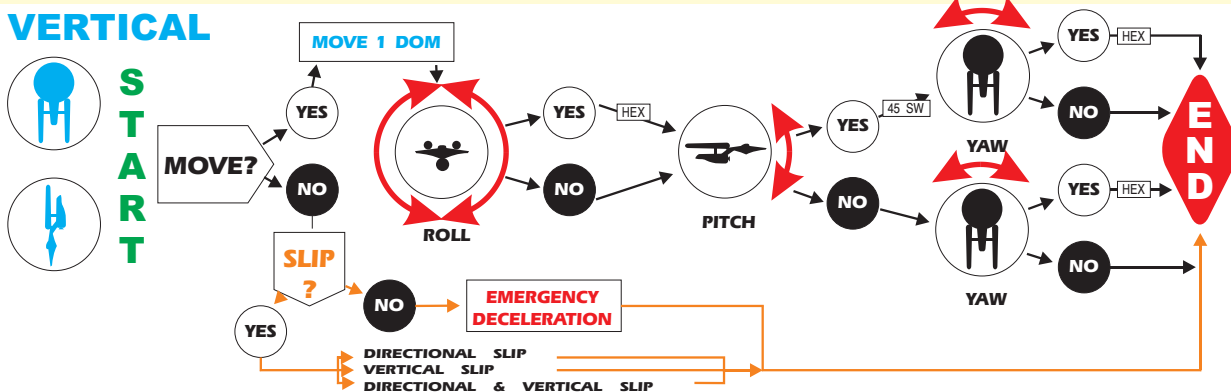 VERTICAL
START
MOVE?
YES
MOVE 1 DOM
NO
ROLL
YES
HEX
NO
PITCH
YES
45 SW
NO
YAW
YES
HEX
NO
YAW
YES
HEX
NO
END
SLIP
?
YES
NO
EMERGENCY
DECELERATION
DIRECTIONAL SLIP
VERTICAL SLIP
DIRECTIONAL & VERTICAL SLIP